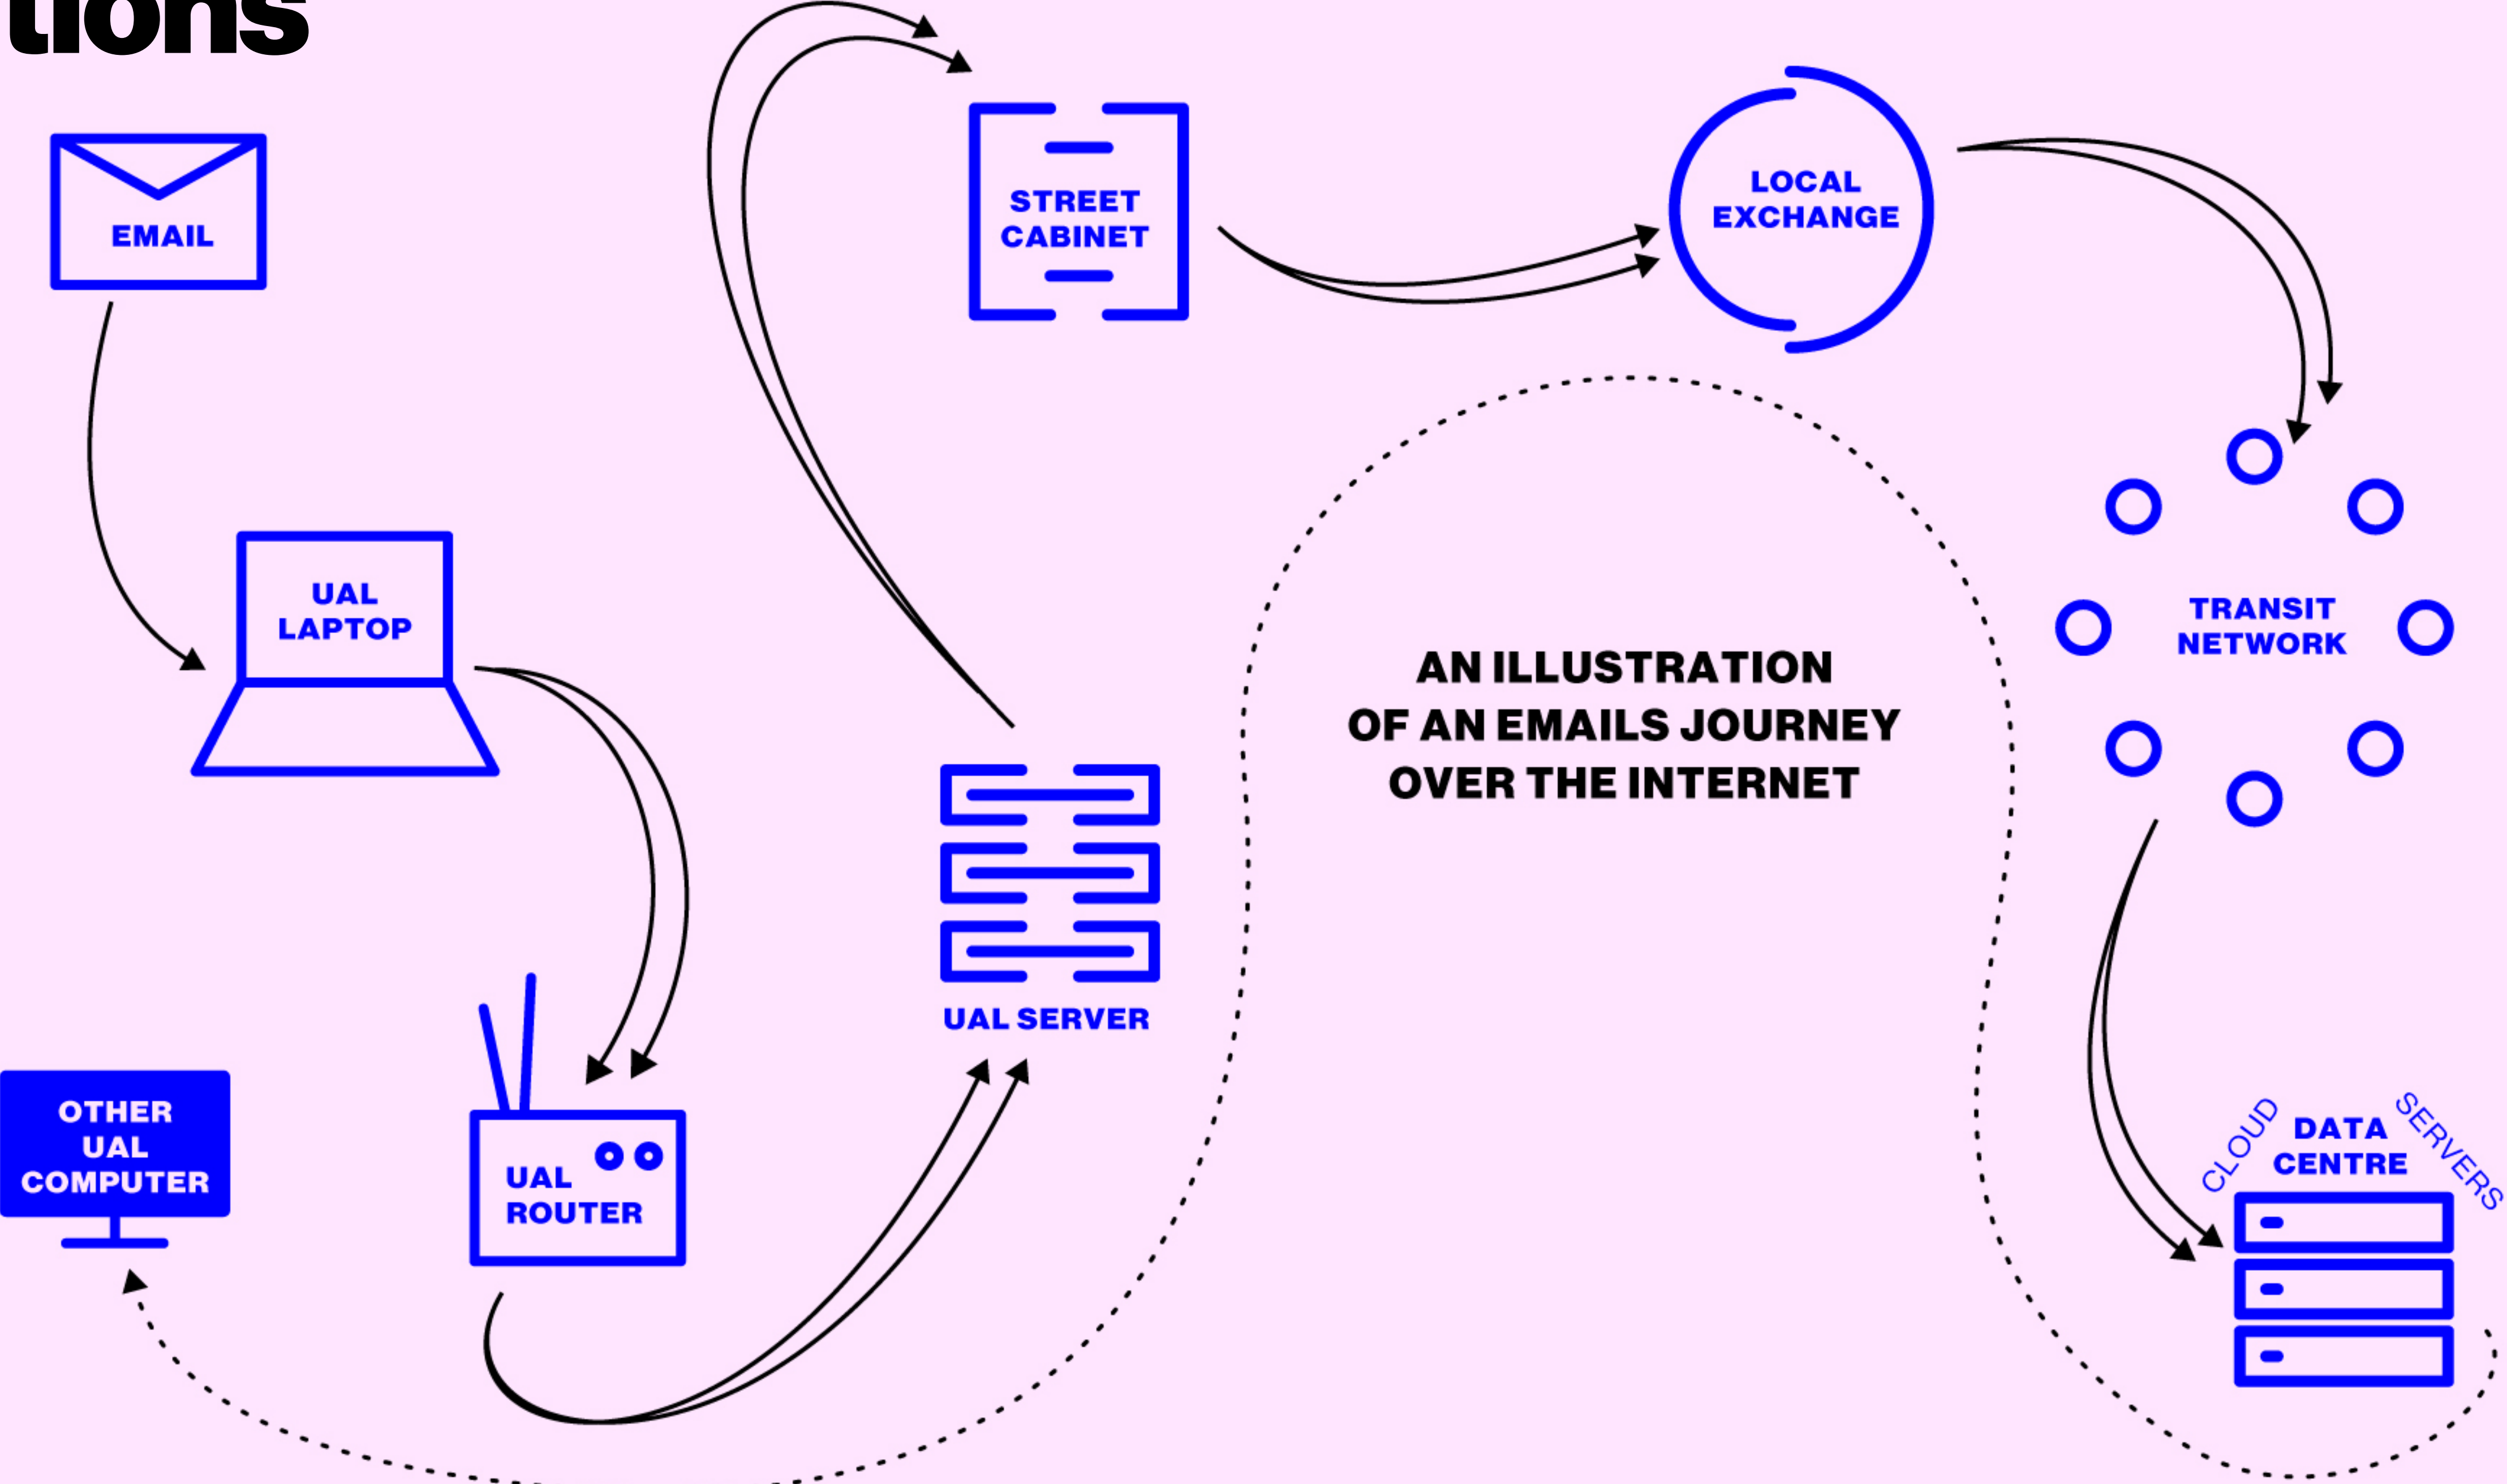 tions
EMAIL
UAL
LAPTOP
UAL
ROUTER
UAL SERVER
STREET
CABINET
LOCAL
EXCHANGE
TRANSIT
NETWORK
CLOUD
DATA
CENTRE
SERVERS
OTHER
UAL
COMPUTER
AN ILLUSTRATION
OF AN EMAILS JOURNEY
OVER THE INTERNET